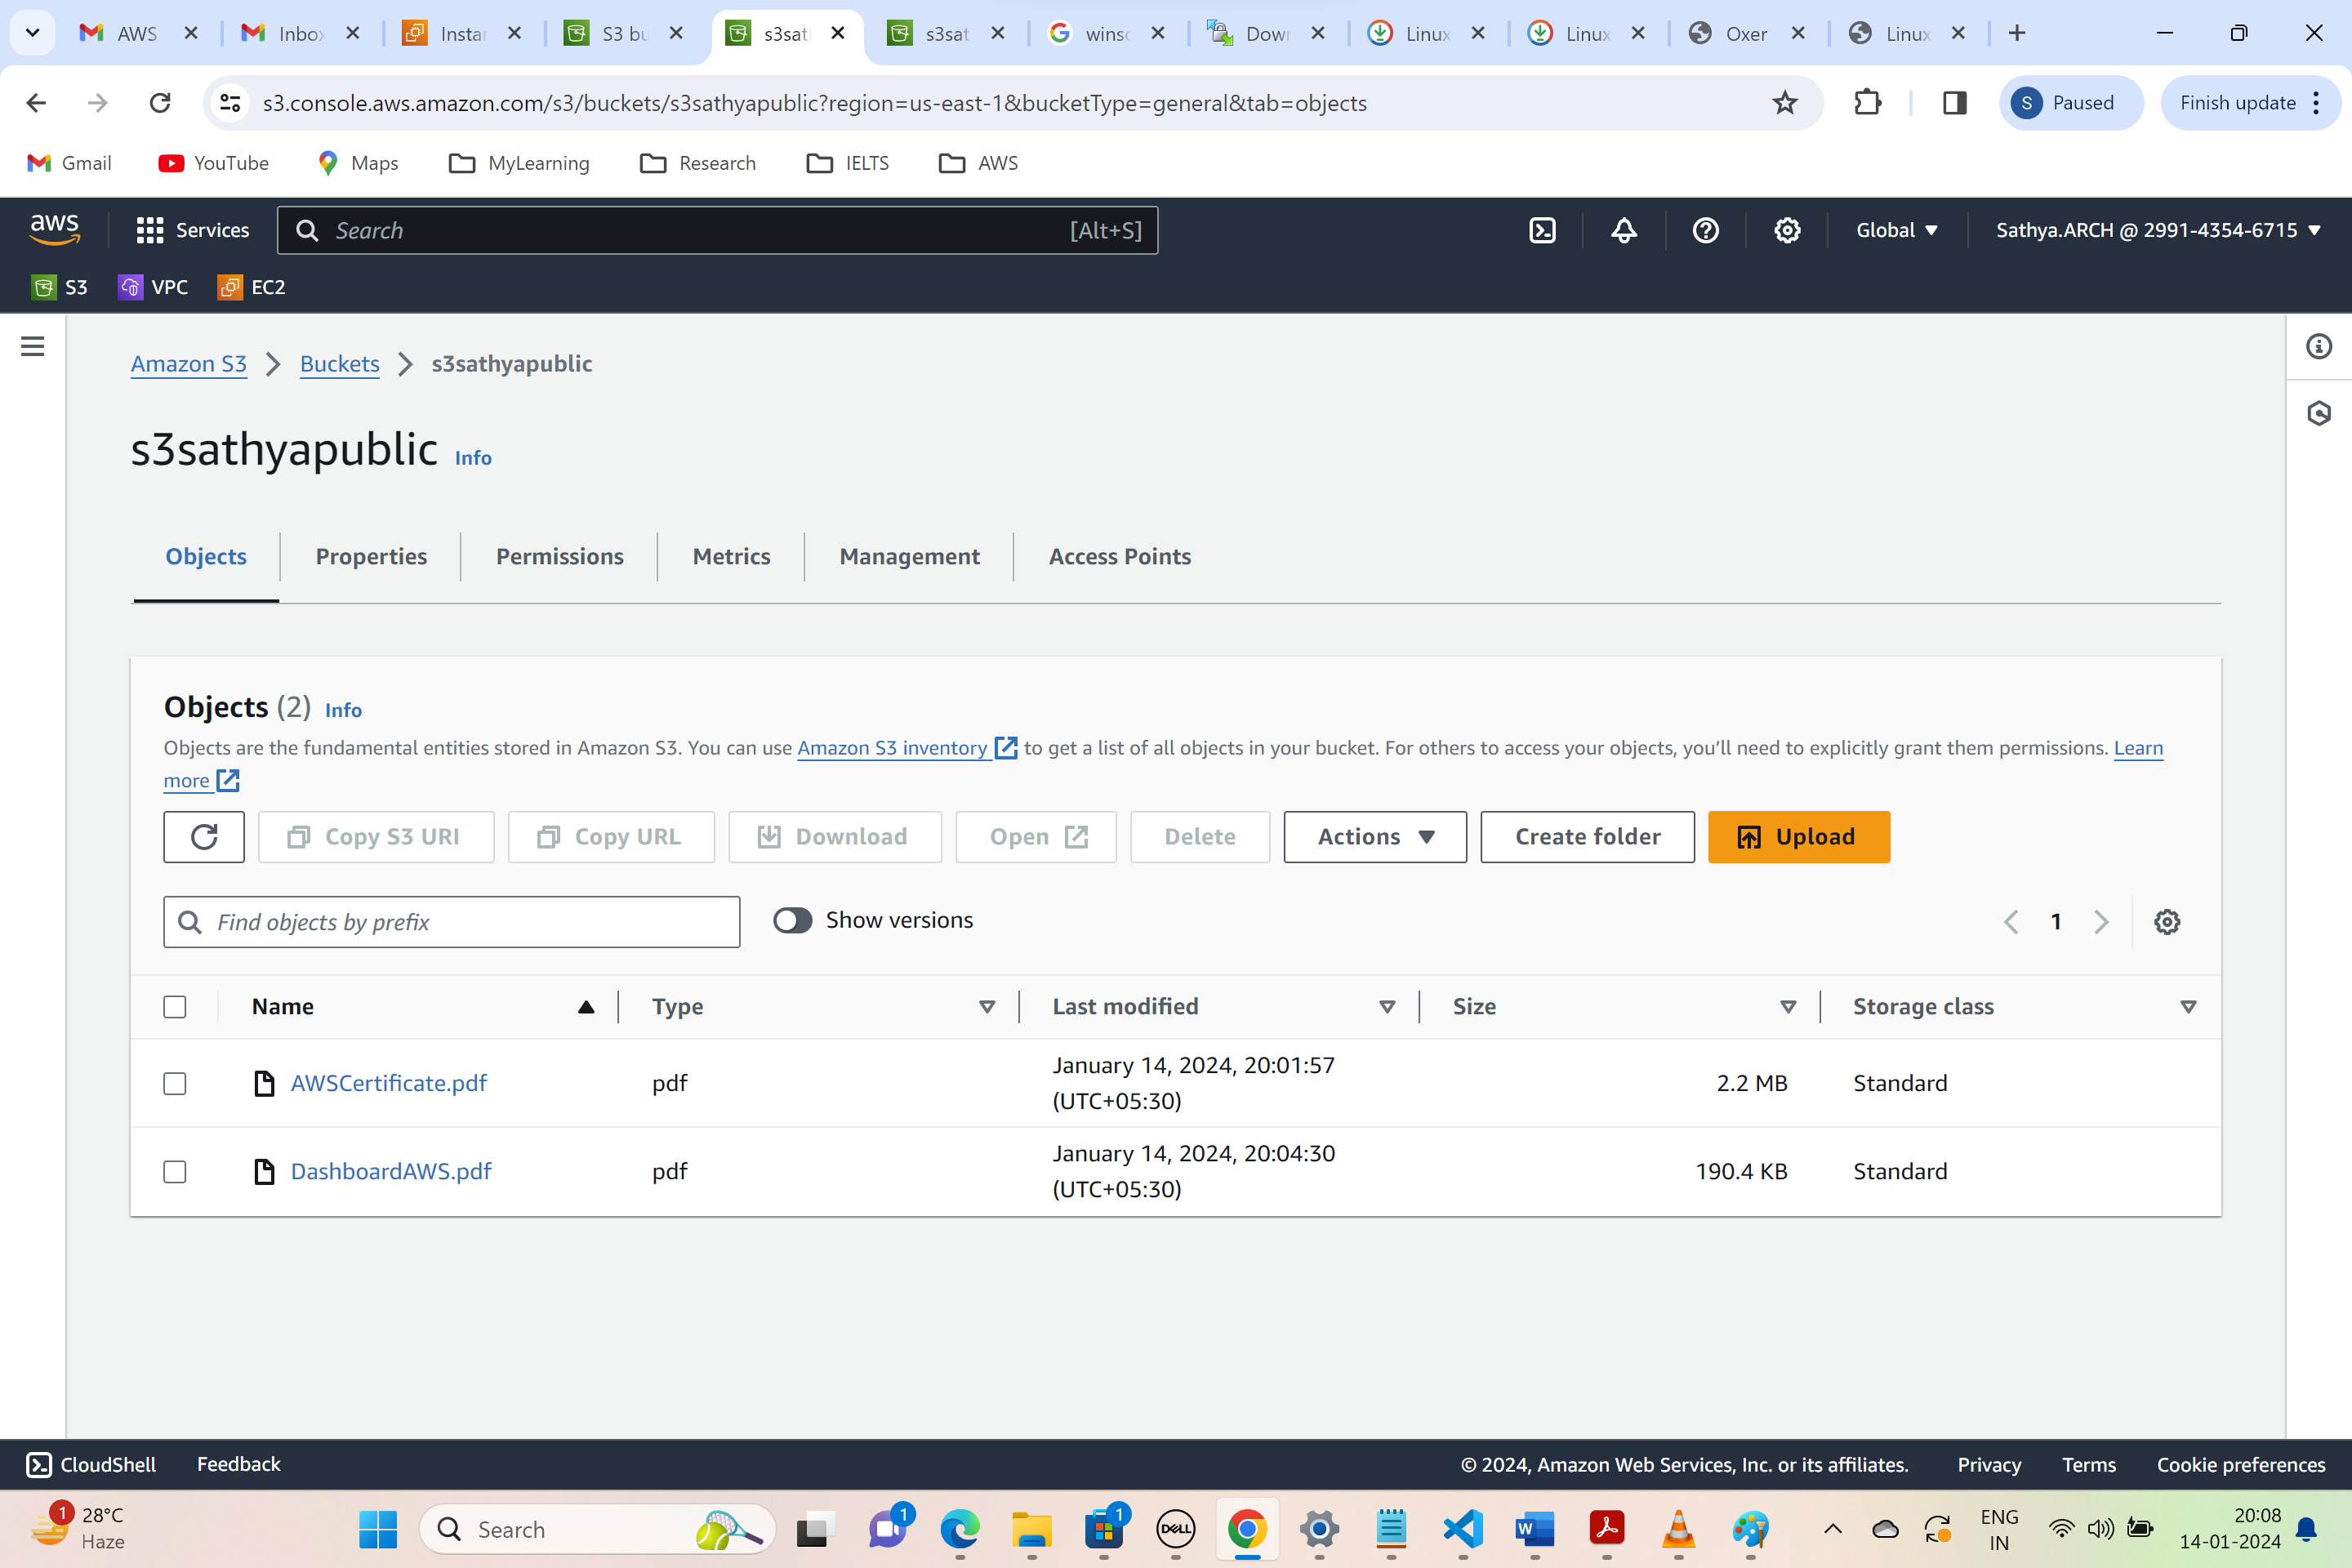 AWS
Inbox
Instar
S3 bu
s3sat
s3sat
winsc
Dowr
Linux
Linux
Oxer
Linux
s3.console.aws.amazon.com/s3/buckets/s3sathyapublic?region=us-east-1&bucketType=general&tab=objects
S
Paused
Finish update
Gmail
YouTube
Maps
MyLearning
Research
IELTS
AWS
aws
Services
Search
[Alt+S]
Global
Sathya.ARCH @ 2991-4354-6715
S3
VPC
EC2
Amazon S3
Buckets
s3sathyapublic
s3sathyapublic Info
Objects
Properties
Permissions
Metrics
Management
Access Points
Objects (2) Info
Objects are the fundamental entities stored in Amazon S3. You can use Amazon S3 inventory to get a list of all objects in your bucket. For others to access your objects, you'll need to explicitly grant them permissions. Learn
more
Copy S3 URI
Copy URL
Download
Open
Delete
Actions
Create folder
Upload
Find objects by prefix
Show versions
1
Name
Type
Last modified
Size
Storage class
AWSCertificate.pdf
pdf
January 14, 2024, 20:01:57
(UTC+05:30)
2.2 MB
Standard
DashboardAWS.pdf
pdf
January 14, 2024, 20:04:30
(UTC+05:30)
190.4 KB
Standard
CloudShell
Feedback
© 2024, Amazon Web Services, Inc. or its affiliates.
Privacy
Terms
Cookie preferences
1
28°C
Haze
Search
1
1
DELL
W
ENG
IN
20:08
14-01-2024